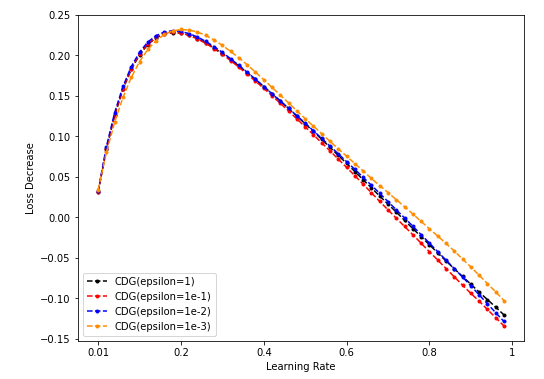 0.25
0.20
0.15
0.10
0.05
0.00
−0.05
−0.10
−0.15
Loss Decrease
CDG(epsilon=1)
CDG(epsilon=1e-1)
CDG(epsilon=1e-2)
CDG(epsilon=1e-3)
0.01 0.2 0.4 0.6 0.8 1
Learning Rate